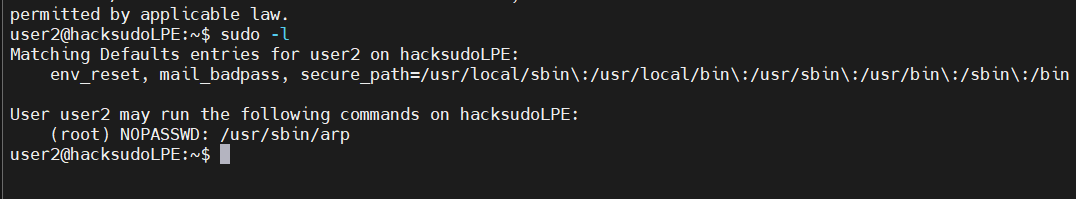 permitted by applicable law.
user2@hacksudoLPE:~$ sudo -l
Matching Defaults entries for user2 on hacksudoLPE:
    env_reset, mail_badpass, secure_path=/usr/local/sbin\:/usr/local/bin\:/usr/sbin\:/usr/bin\:/sbin\:/bin

User user2 may run the following commands on hacksudoLPE:
    (root) NOPASSWD: /usr/sbin/arp
user2@hacksudoLPE:~$